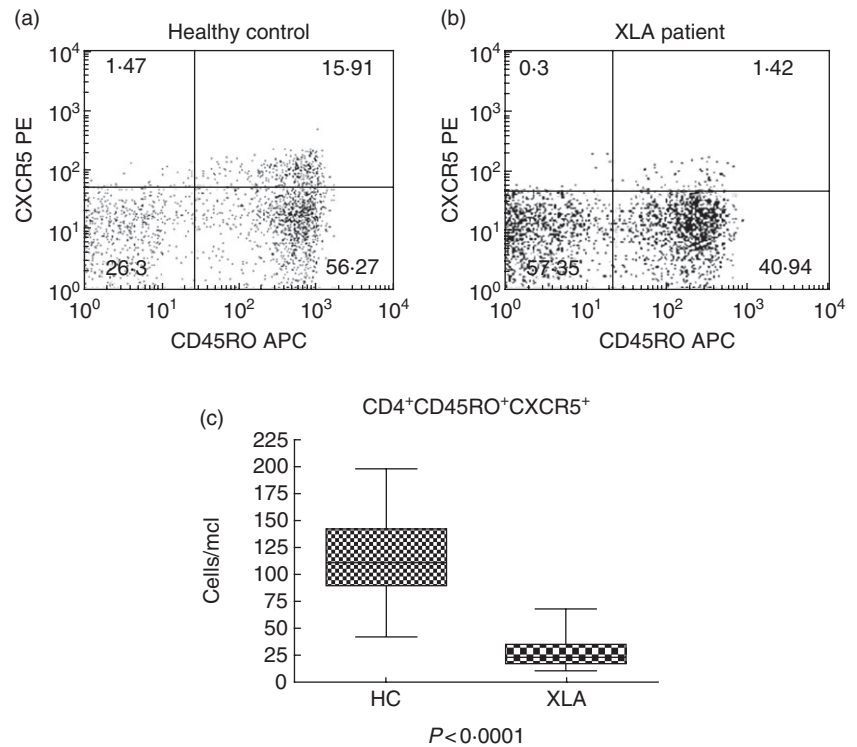 (a)
Healthy control
10⁴
10³
10²
10¹
10⁰
CXCR5 PE
1·47
15·91
26·3
56·27
10⁰ 10¹ 10² 10³ 10⁴
CD45RO APC
(b)
XLA patient
10⁴
10³
10²
10¹
10⁰
CXCR5 PE
0·3
1·42
57·35
40·94
10⁰ 10¹ 10² 10³ 10⁴
CD45RO APC
(c)
CD4⁺CD45RO⁺CXCR5⁺
225
200
175
150
125
100
75
50
25
0
Cells/mcl
HC XLA
P < 0·0001